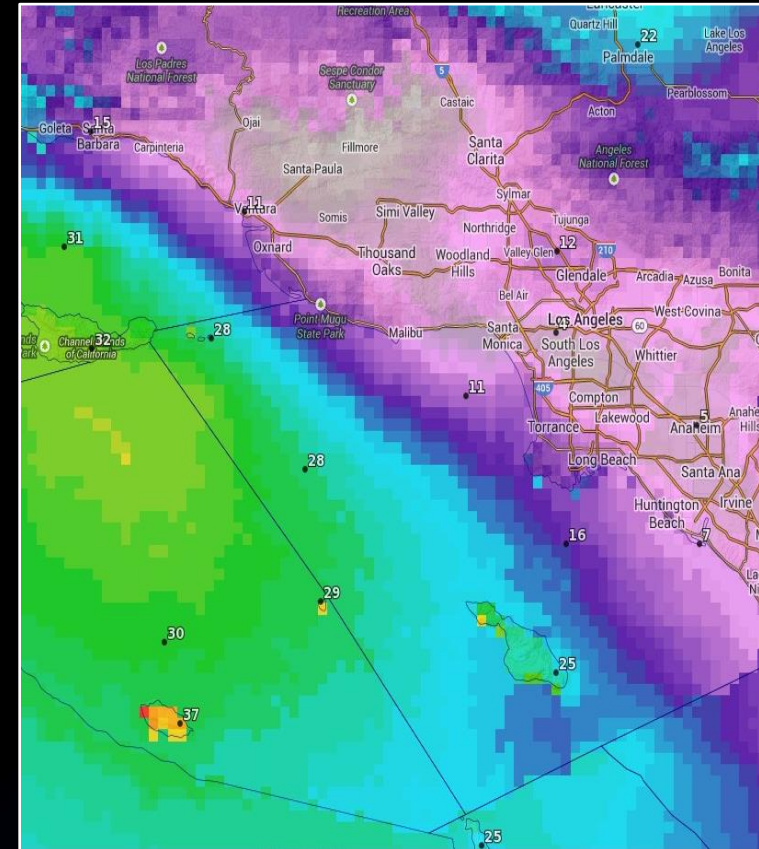 Recreation Area
Lancaster
Quartz Hill
22
Lake Los
Angeles
Palmdale
Los Padres
National Forest
Sespe Condor
Sanctuary
5
Castaic
Pearblossom
Acton
15
Goleta
Santa
Barbara
Carpinteria
Ojai
Fillmore
Santa
Clarita
Angeles
National Forest
Santa Paula
11
Ventura
Somis
Simi Valley
Sylmar
Tujunga
Northridge
31
Oxnard
Thousand
Oaks
Woodland
Hills
Valley Glen
12
210
Glendale
Arcadia
Azusa
Bonita
Bel Air
Point Mugu
State Park
Malibu
Santa
Monica
Los Angeles
60
West Covina
32
Channel
of California
28
South Los
Angeles
Whittier
405
11
Compton
Torrance
Lakewood
5
Anaheim
Hills
28
Long Beach
Santa Ana
Huntington
Beach
Irvine
16
7
29
30
25
37
25